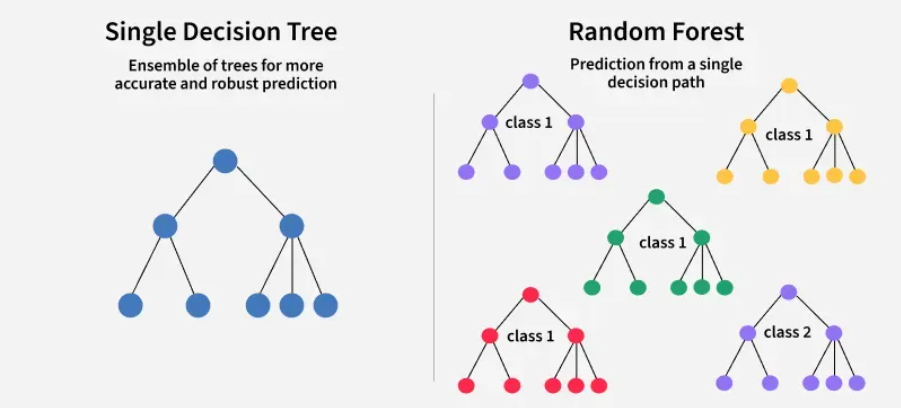 Single Decision Tree
Ensemble of trees for more
accurate and robust prediction
Random Forest
Prediction from a single
decision path
class 1
class 1
class 1
class 1
class 2